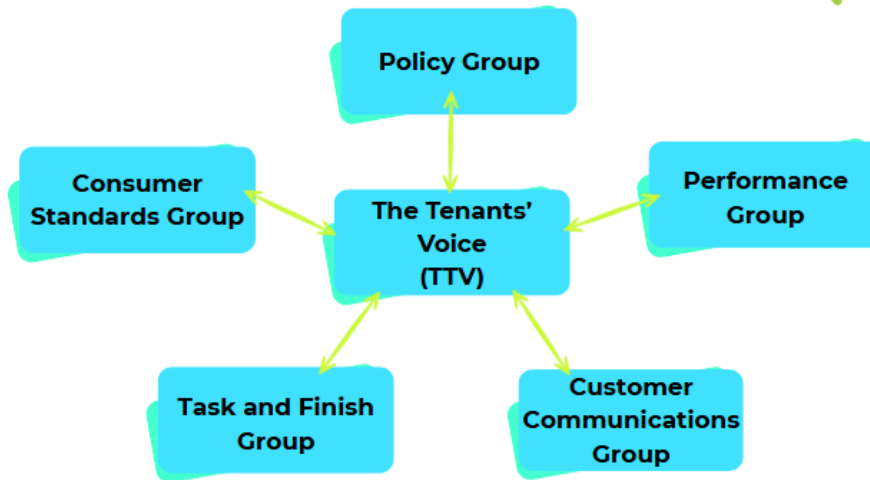 Policy Group
Consumer
Standards Group
The Tenants’
Voice
(TTV)
Performance
Group
Task and Finish
Group
Customer
Communications
Group